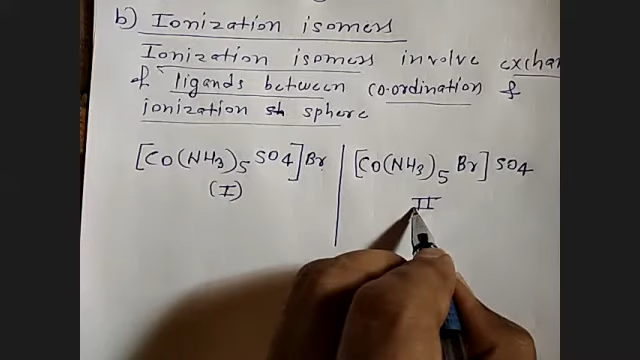 b) Ionization isomers
Ionization isomers involve exchan
of ligands between co-ordination &
ionization sphere
[CO(NH3)5 SO4]Br [CO(NH3)5 Br] SO4
(I) II